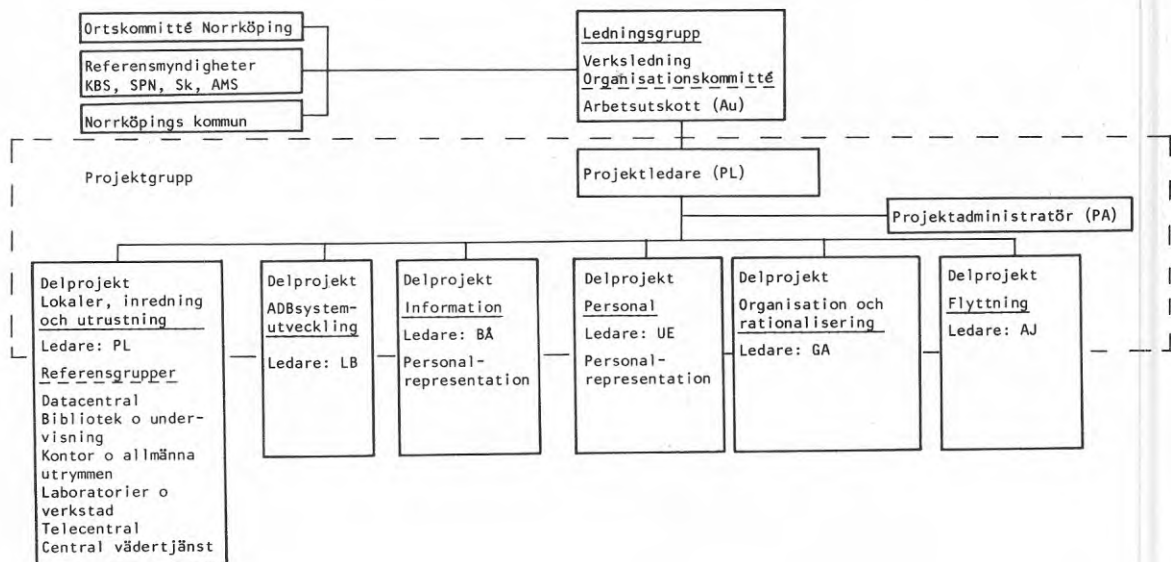 Ortskommitté Norrköping
Referensmyndigheter
KBS, SPN, Sk, AMS
Norrköpings kommun
Ledningsgrupp
Verksledning
Organisationskommitté
Arbetsutskott (Au)
Projektgrupp
Projektledare (PL)
Projektadministratör (PA)
Delprojekt
Lokaler, inredning
och utrustning
Ledare: PL
Referensgrupper
Datacentral
Bibliotek o under-
visning
Kontor o allmänna
utrymmen
Laboratorier o
verkstad
Telecentral
Central vädertjänst
Delprojekt
ADBsystem-
utveckling
Ledare: LB
Delprojekt
Information
Ledare: BÅ
Personal-
representation
Delprojekt
Personal
Ledare: UE
Personal-
representation
Delprojekt
Organisation och
rationalisering
Ledare: GA
Delprojekt
Flyttning
Ledare: AJ